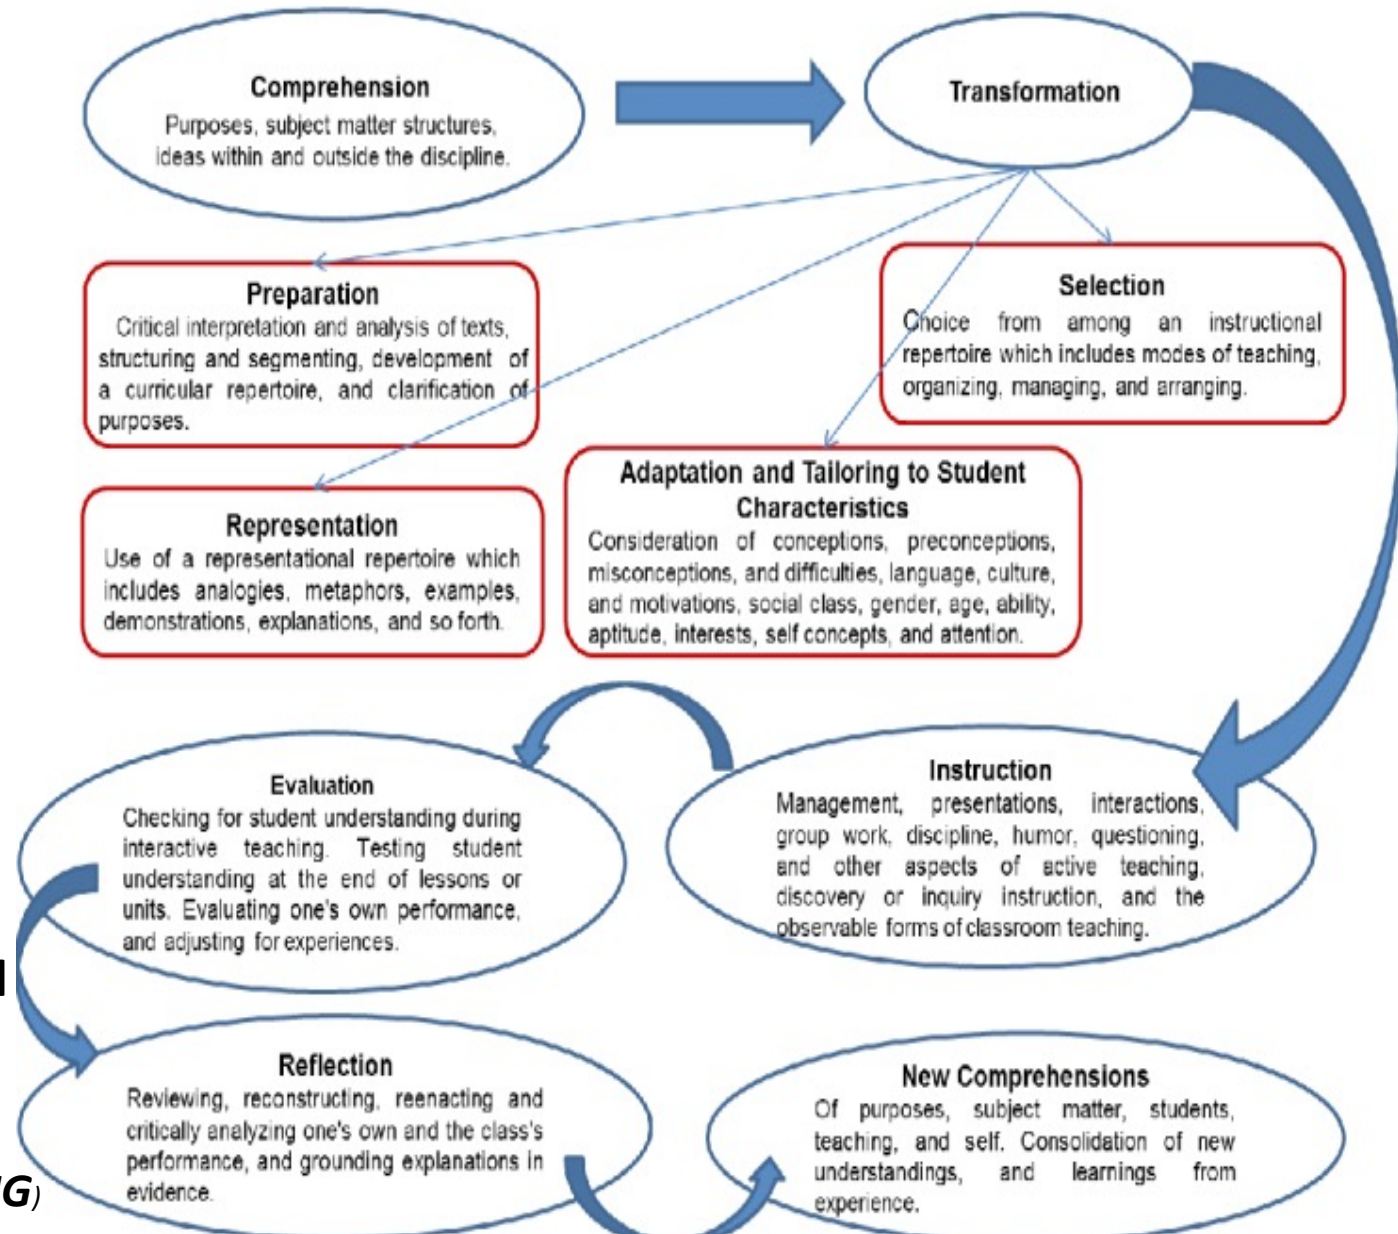 Comprehension
Purposes, subject matter structures,
ideas within and outside the discipline.
Transformation
Preparation
Critical interpretation and analysis of texts,
structuring and segmenting, development of
a curricular repertoire, and clarification of
purposes.
Selection
Choice from among an instructional
repertoire which includes modes of teaching,
organizing, managing, and arranging.
Representation
Use of a representational repertoire which
includes analogies, metaphors, examples,
demonstrations, explanations, and so forth.
Adaptation and Tailoring to Student
Characteristics
Consideration of conceptions, preconceptions,
misconceptions, and difficulties, language, culture,
and motivations, social class, gender, age, ability,
aptitude, interests, self concepts, and attention.
Instruction
Management, presentations, interactions,
group work, discipline, humor, questioning,
and other aspects of active teaching,
discovery or inquiry instruction, and the
observable forms of classroom teaching.
Evaluation
Checking for student understanding during
interactive teaching. Testing student
understanding at the end of lessons or
units. Evaluating one's own performance,
and adjusting for experiences.
Reflection
Reviewing, reconstructing, reenacting and
critically analyzing one's own and the class's
performance, and grounding explanations in
evidence.
New Comprehensions
Of purposes, subject matter, students,
teaching, and self. Consolidation of new
understandings, and learnings from
experience.
G)